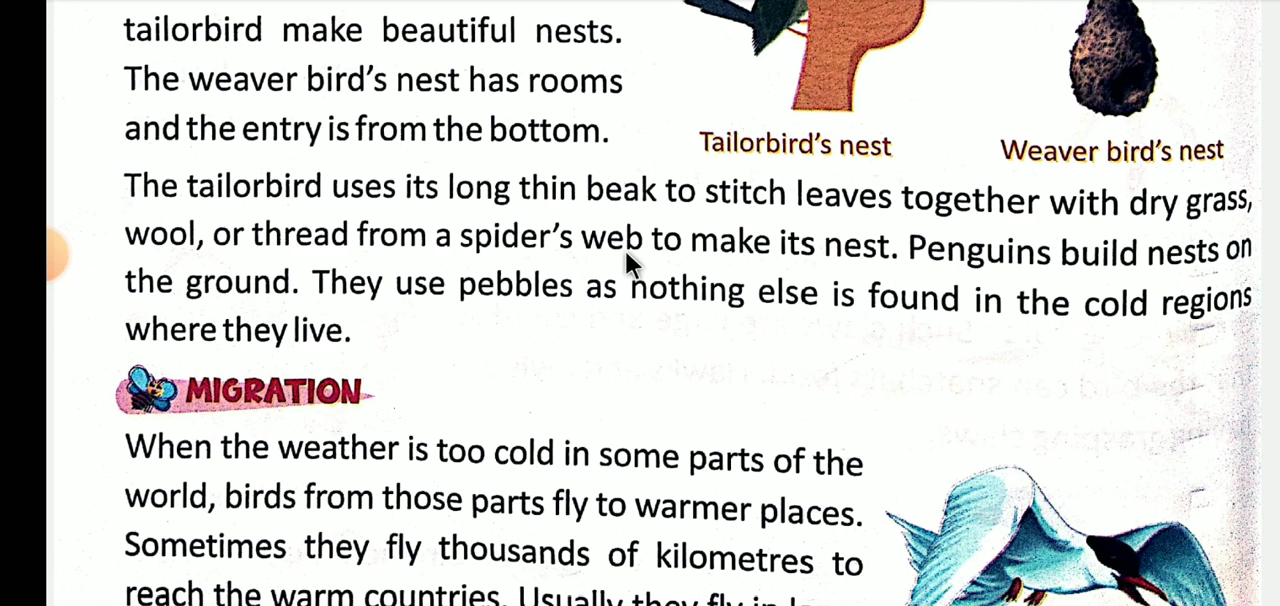 tailorbird make beautiful nests.
The weaver bird's nest has rooms
and the entry is from the bottom.
Tailorbird's nest
Weaver bird's nest
The tailorbird uses its long thin beak to stitch leaves together with dry grass,
wool, or thread from a spider's web to make its nest. Penguins build nests on
the ground. They use pebbles as nothing else is found in the cold regions
where they live.
MIGRATION
When the weather is too cold in some parts of the
world, birds from those parts fly to warmer places.
Sometimes they fly thousands of kilometres to
reach the warm countries. Usually they fly in